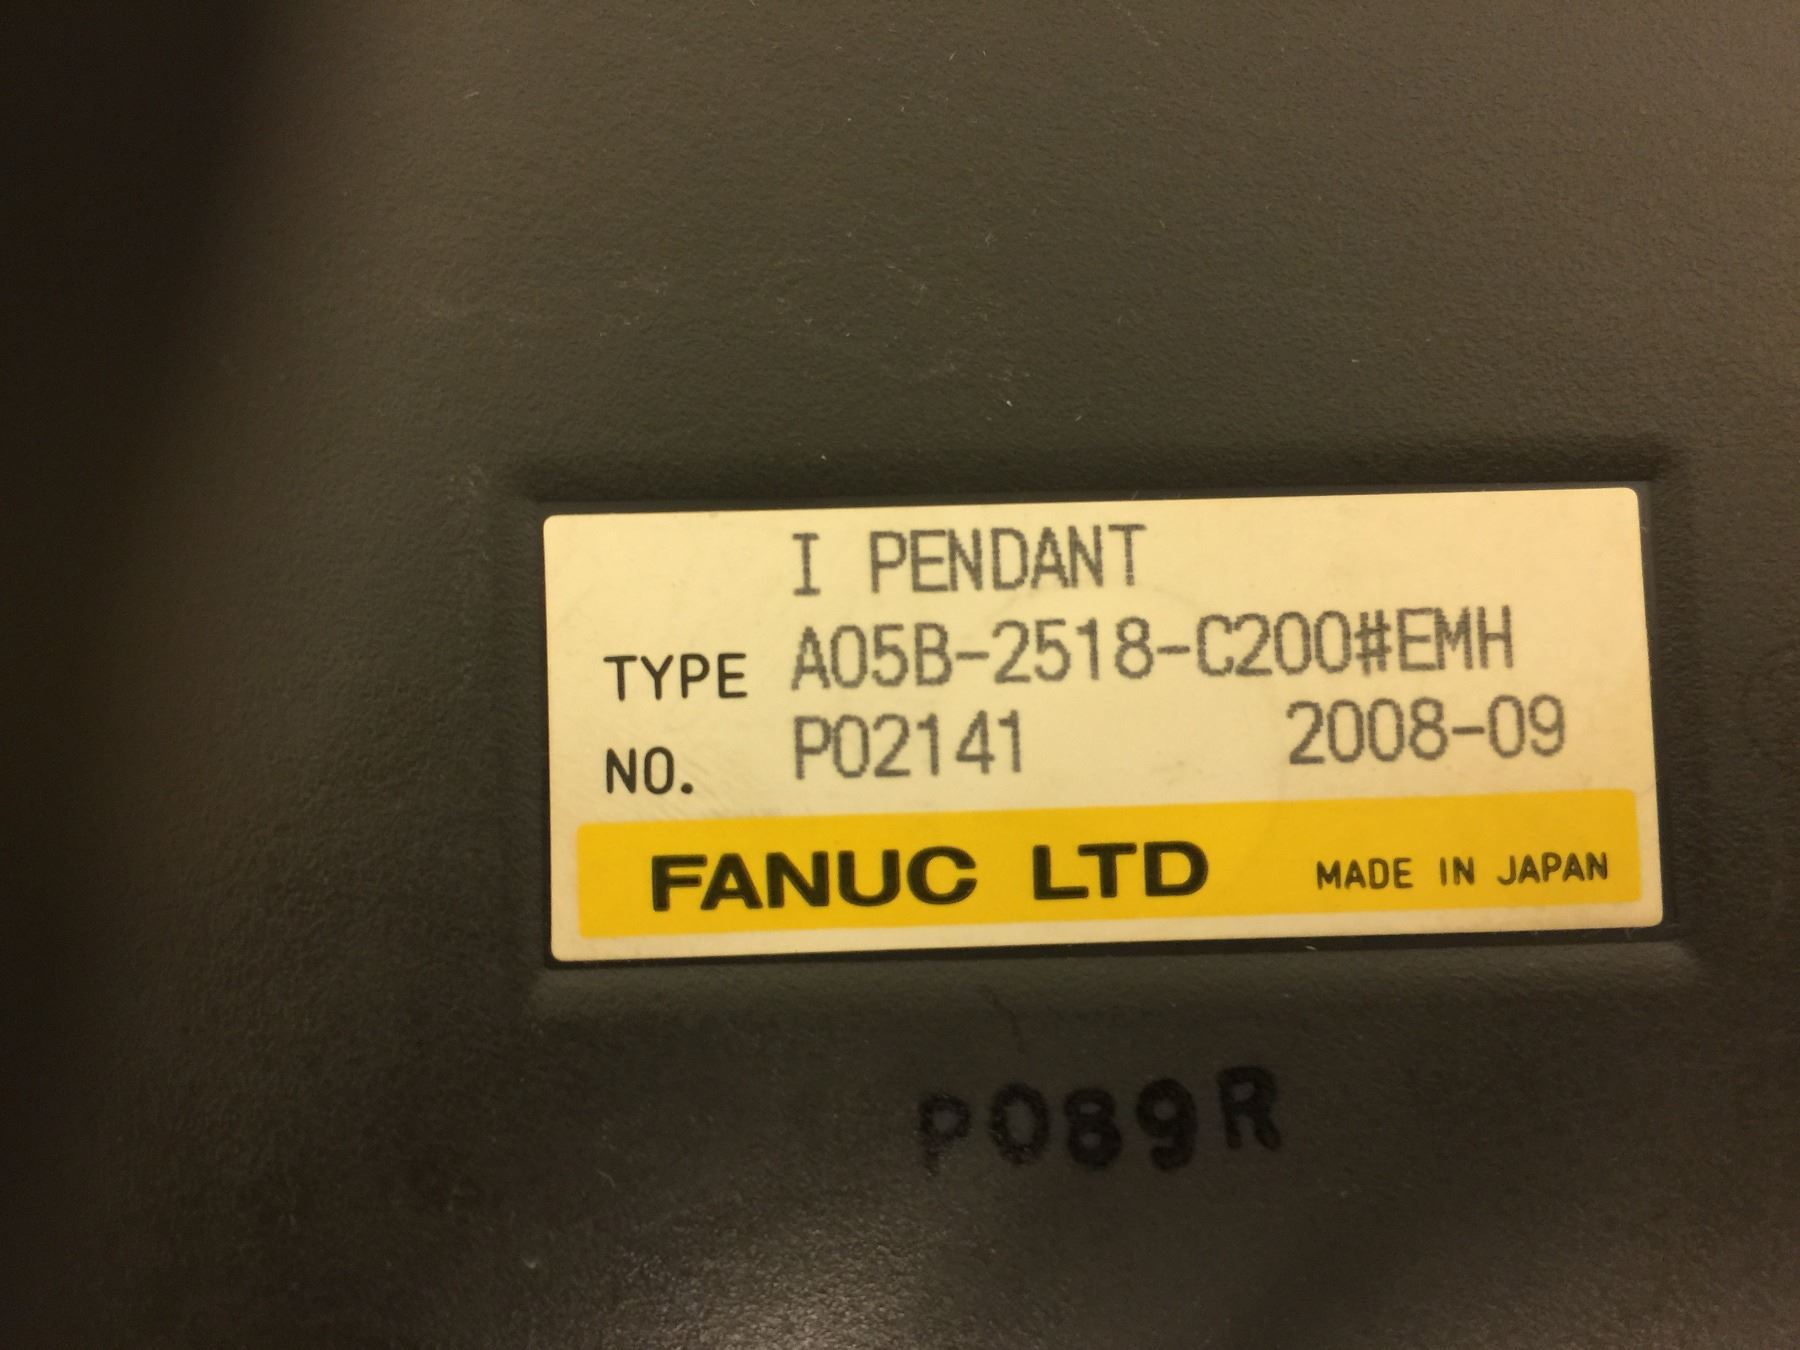 I PENDANT
TYPE A05B-2518-C200#EMH
NO. P02141 2008-09
FANUC LTD MADE IN JAPAN
P089R